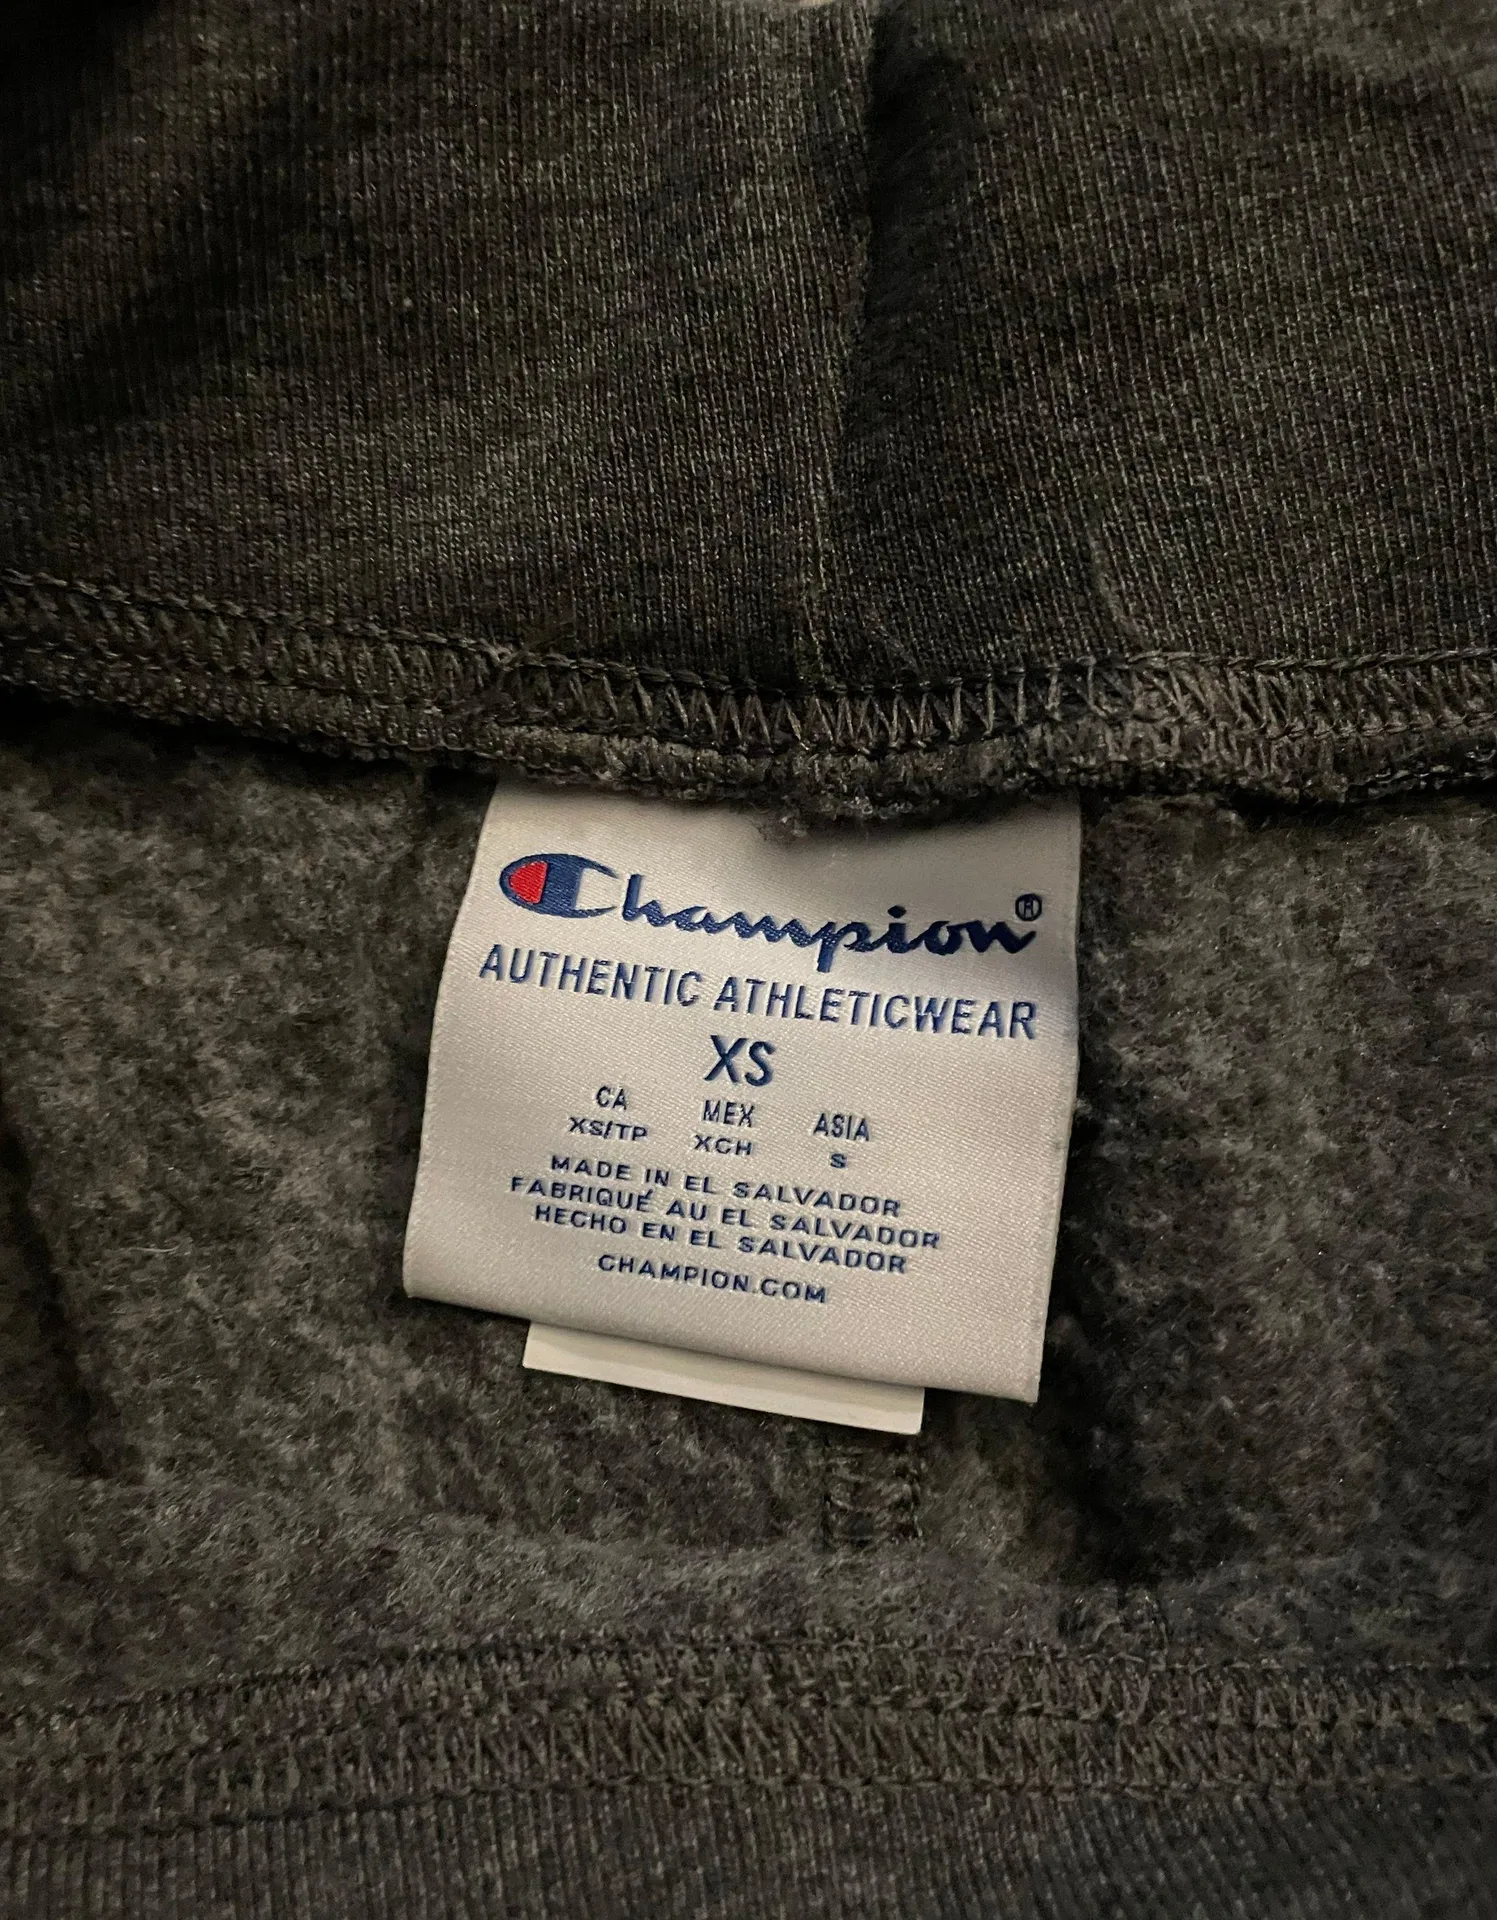 Champion®
AUTHENTIC ATHLETICWEAR
XS
CA MEX ASIA
XS/TP XCH S
MADE IN EL SALVADOR
FABRIQUÉ AU EL SALVADOR
HECHO EN EL SALVADOR
CHAMPION.COM